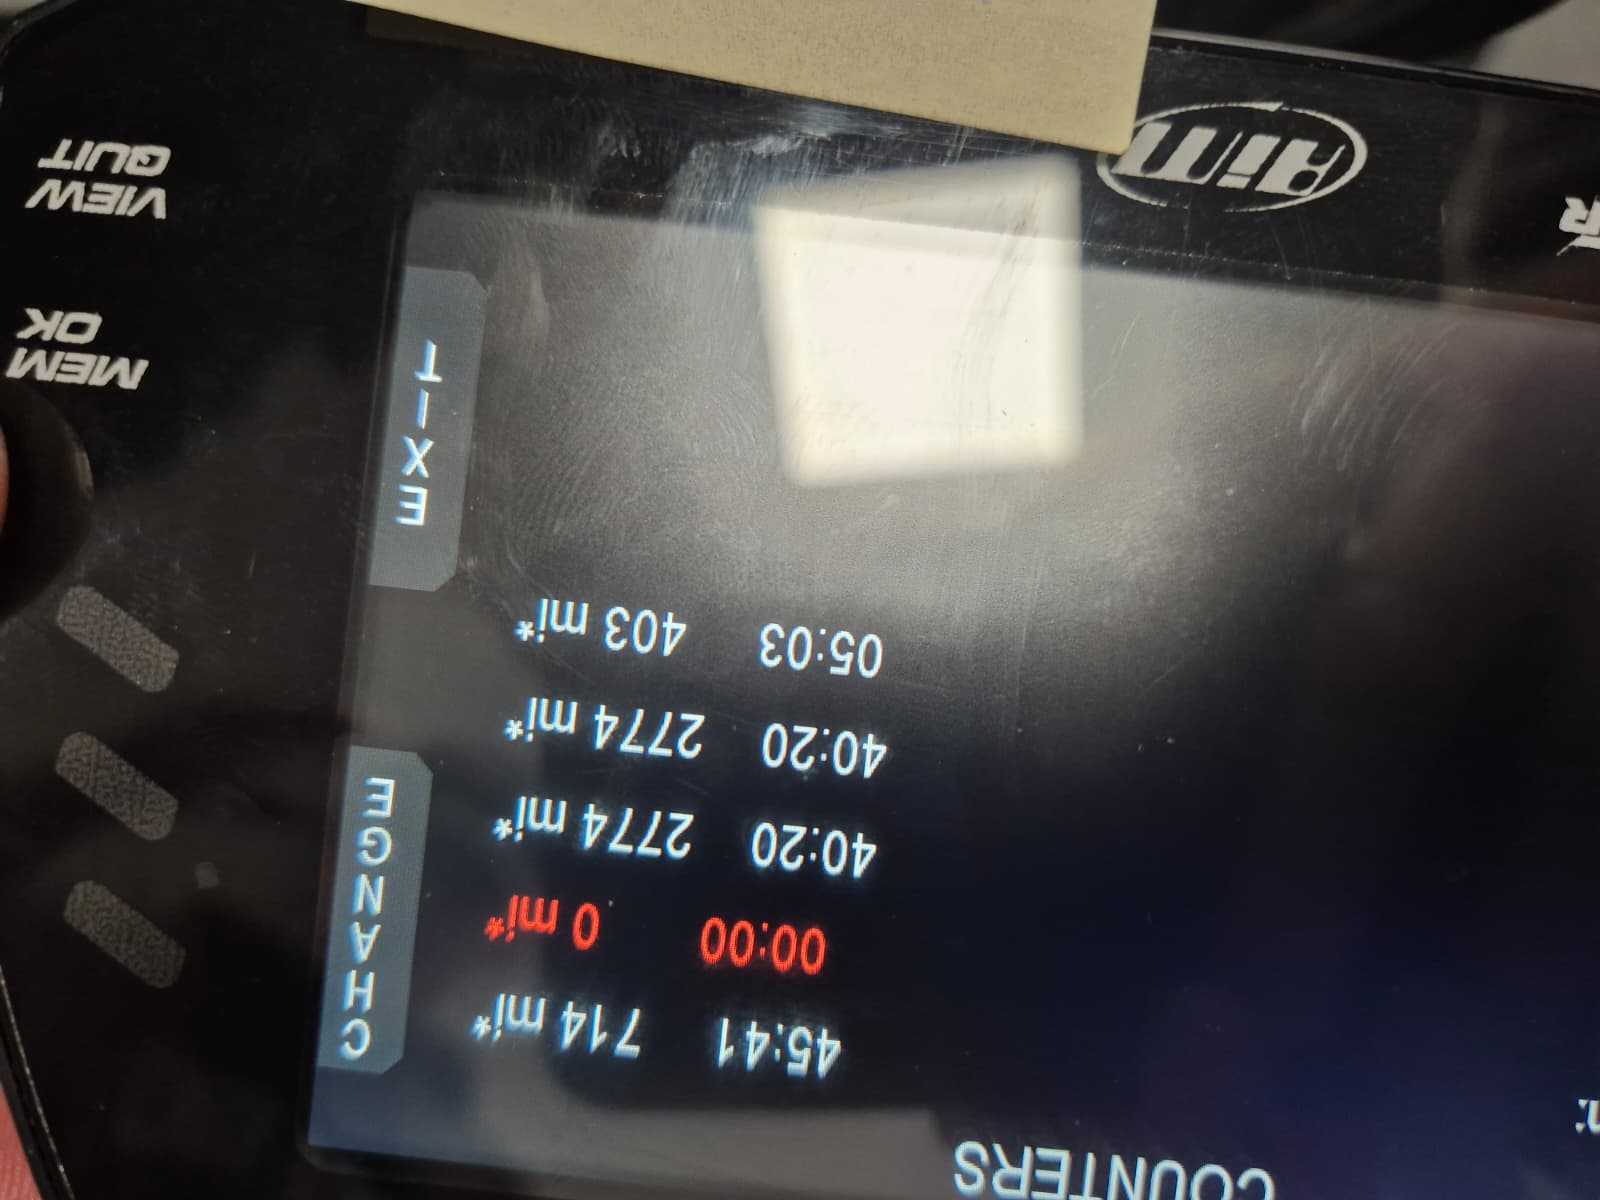 COUNTERS
45:41 714 mi*
00:00 0 mi*
40:20 2774 mi*
40:20 2774 mi*
05:03 403 mi*
CHANGE
EXIT
MEM
OK
VIEW
QUIT
AiM